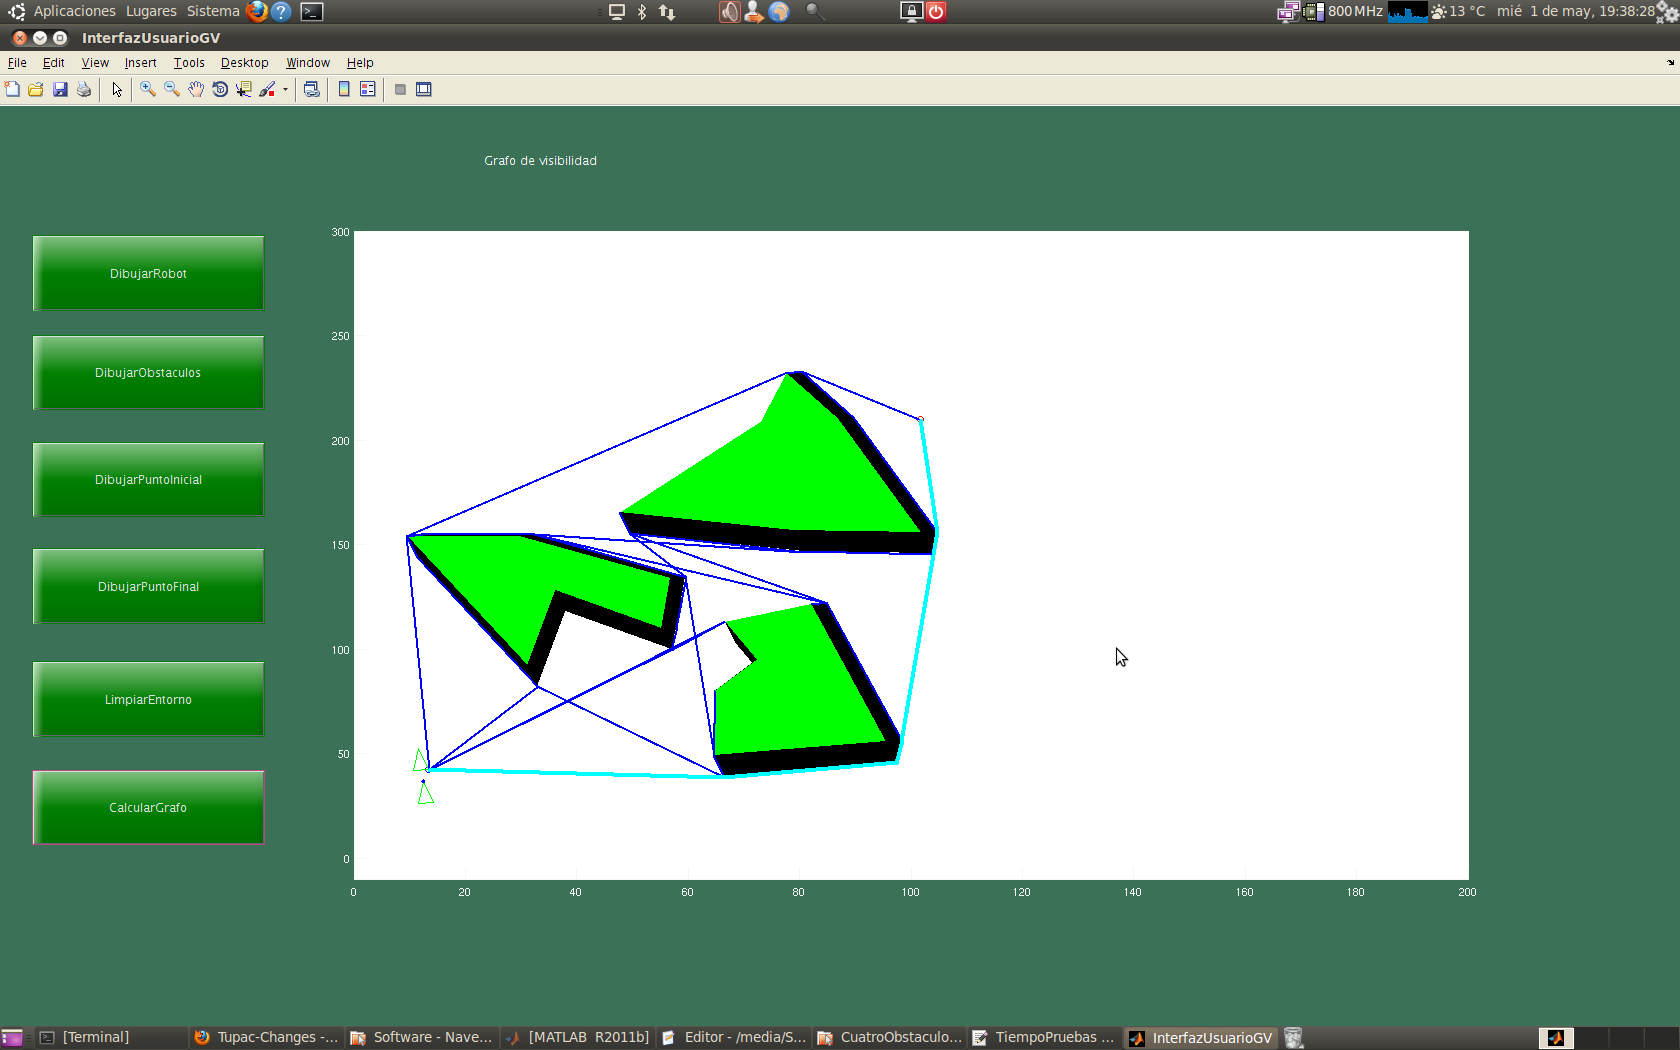 Aplicaciones Lugares Sistema
800 MHz
13 °C
mié 1 de may, 19:38:28
InterfazUsuarioGV
File Edit View Insert Tools Desktop Window Help
Grafo de visibilidad
DibujarRobot
DibujarObstaculos
DibujarPuntoInicial
DibujarPuntoFinal
LimpiarEntorno
CalcularGrafo
300
250
200
150
100
50
0
0 20 40 60 80 100 120 140 160 180 200
[Terminal]
Tupac-Changes -...
Software - Nave...
[MATLAB R2011b]
Editor - /media/S...
CuatroObstaculo...
TiempoPruebas ...
InterfazUsuarioGV